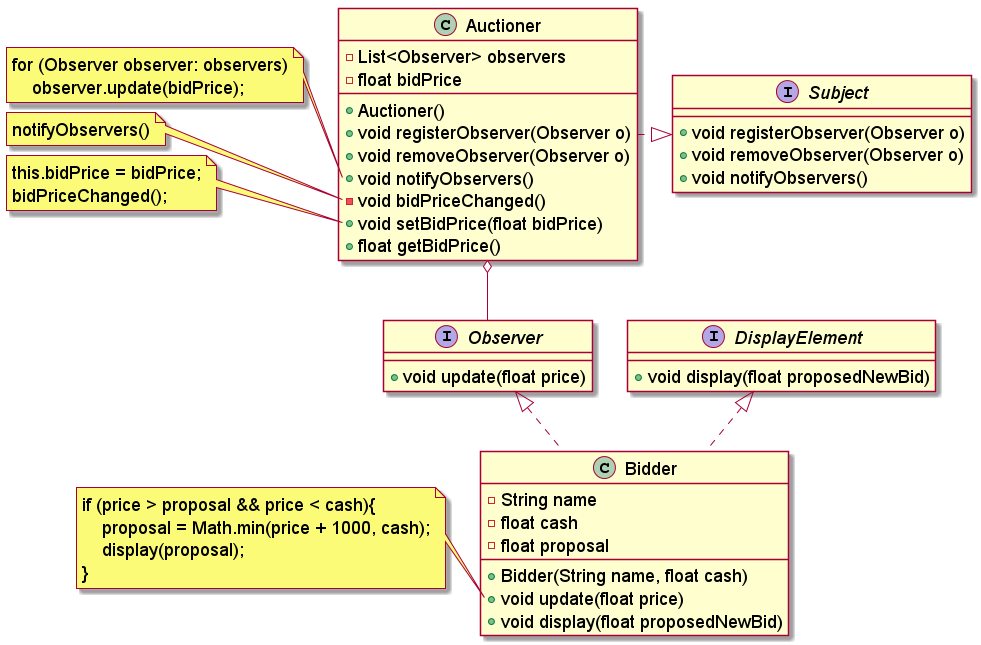 for (Observer observer: observers)
observer.update(bidPrice);
notifyObservers()
this.bidPrice = bidPrice;
bidPriceChanged();
C Auctioner
List<Observer> observers
float bidPrice
Auctioner()
void registerObserver(Observer o)
void removeObserver(Observer o)
void notifyObservers()
void bidPriceChanged()
void setBidPrice(float bidPrice)
float getBidPrice()
I Subject
void registerObserver(Observer o)
void removeObserver(Observer o)
void notifyObservers()
I Observer
void update(float price)
I DisplayElement
void display(float proposedNewBid)
if (price > proposal && price < cash){
proposal = Math.min(price + 1000, cash);
display(proposal);
}
C Bidder
String name
float cash
float proposal
Bidder(String name, float cash)
void update(float price)
void display(float proposedNewBid)